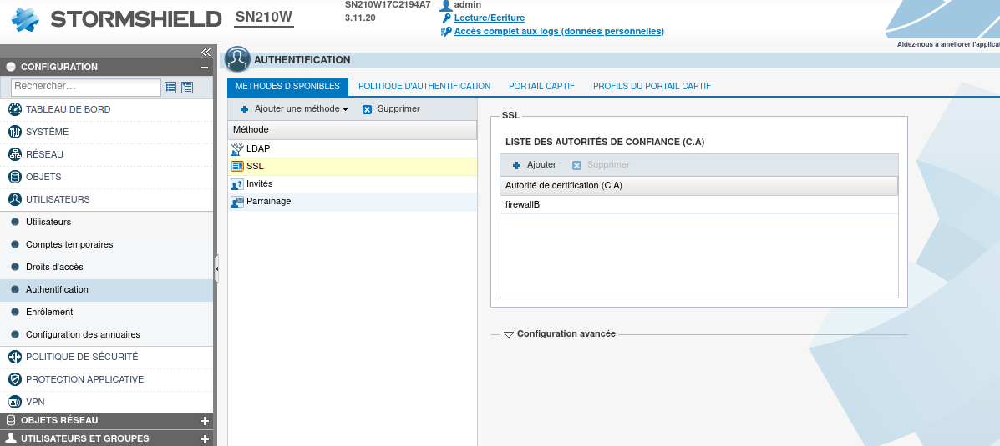 STORMSHIELD SN210W
SN210W17C2194A7
3.11.20
admin
Lecture/Ecriture
Accès complet aux logs (données personnelles)
Aidez-nous à améliorer l'applicat
CONFIGURATION
Rechercher...
TABLEAU DE BORD
SYSTÈME
RÉSEAU
OBJETS
UTILISATEURS
Utilisateurs
Comptes temporaires
Droits d'accès
Authentification
Enrôlement
Configuration des annuaires
POLITIQUE DE SÉCURITÉ
PROTECTION APPLICATIVE
VPN
OBJETS RÉSEAU
UTILISATEURS ET GROUPES
AUTHENTIFICATION
METHODES DISPONIBLES POLITIQUE D'AUTHENTIFICATION PORTAIL CAPTIF PROFILS DU PORTAIL CAPTIF
Ajouter une méthode Supprimer
Méthode
LDAP
SSL
Invités
Parrainage
SSL
LISTE DES AUTORITÉS DE CONFIANCE (C.A)
Ajouter Supprimer
Autorité de certification (C.A)
firewallB
Configuration avancée